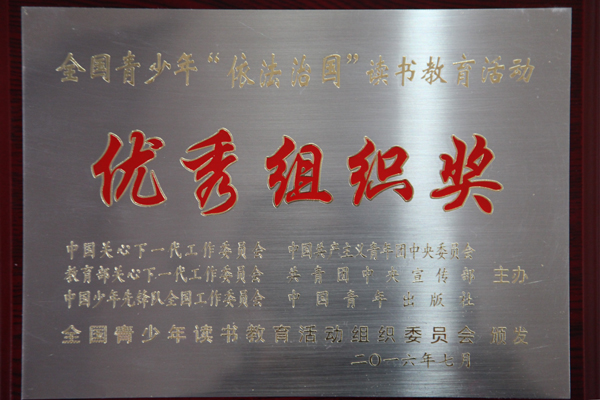 全国青少年“依法治国”读书教育活动
优秀组织奖
中国关心下一代工作委员会 中国共产主义青年团中央委员会
教育部关心下一代工作委员会 共青团中央宣传部 主办
中国少年先锋队全国工作委员会 中国青年出版社
全国青少年读书教育活动组织委员会 颁发
二〇一六年七月